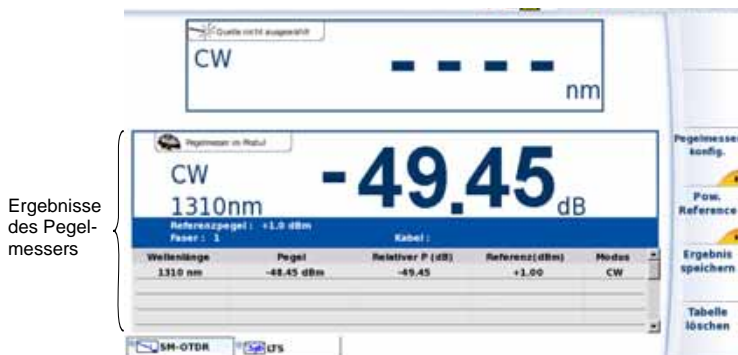 Quelle nicht ausgewählt
CW
- - - -
nm
Ergebnisse
des Pegel-
messers
Pegelmesser im Modul
CW
-49.45
1310nm
dB
Referenzpegel : +1.0 dBm
Faser : 1
Kabel :
Wellenlänge Pegel Relativer P (dB) Referenz(dBm) Modus
1310 nm -48.45 dBm -49.45 +1.00 CW
SM-OTDR
LTS
Pegelmesser
konfig.
Pow.
Reference
Ergebnis
speichern
Tabelle
löschen